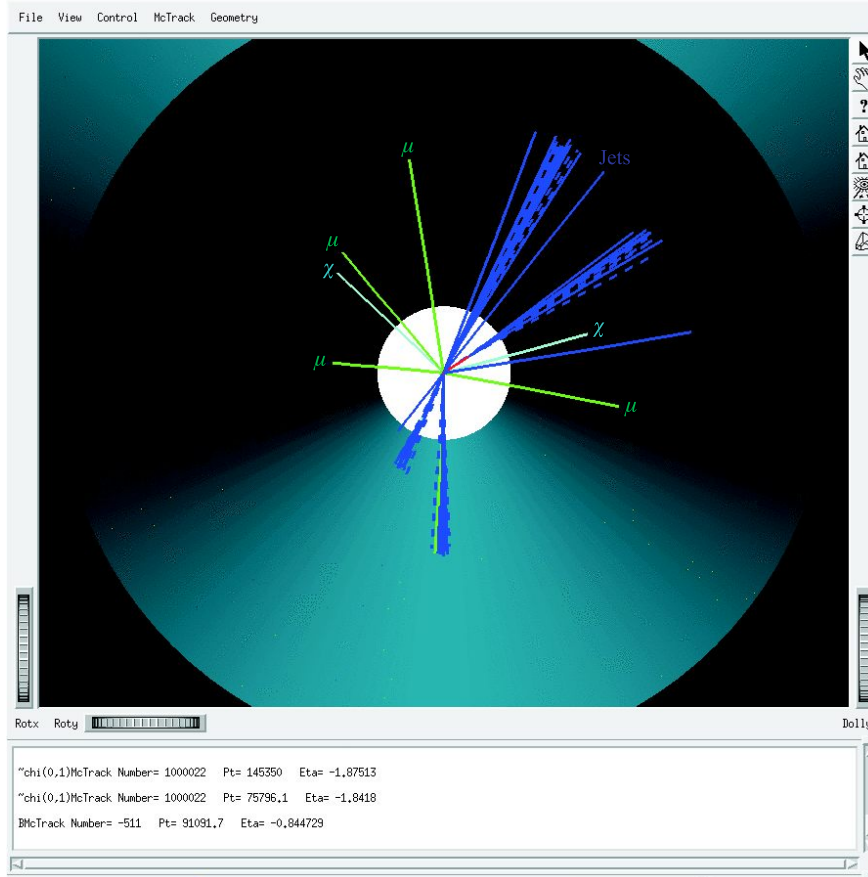 File View Control McTrack Geometry
?
μ
Jets
μ
χ
χ
μ
μ
Rotx Roty
Dolly
~chi(0,1)McTrack Number= 1000022 Pt= 145350 Eta= -1.87513
~chi(0,1)McTrack Number= 1000022 Pt= 75796.1 Eta= -1.8418
BMcTrack Number= -511 Pt= 91091.7 Eta= -0.844729